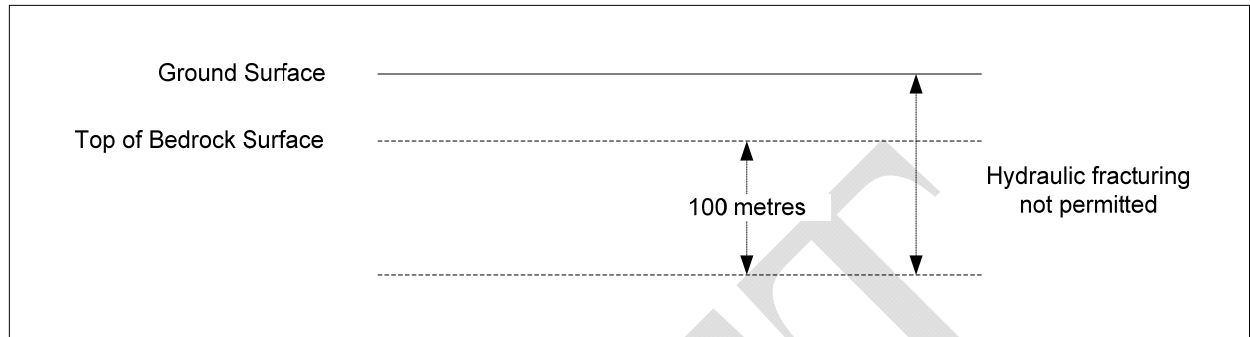 Ground Surface
Top of Bedrock Surface
100 metres
Hydraulic fracturing
not permitted